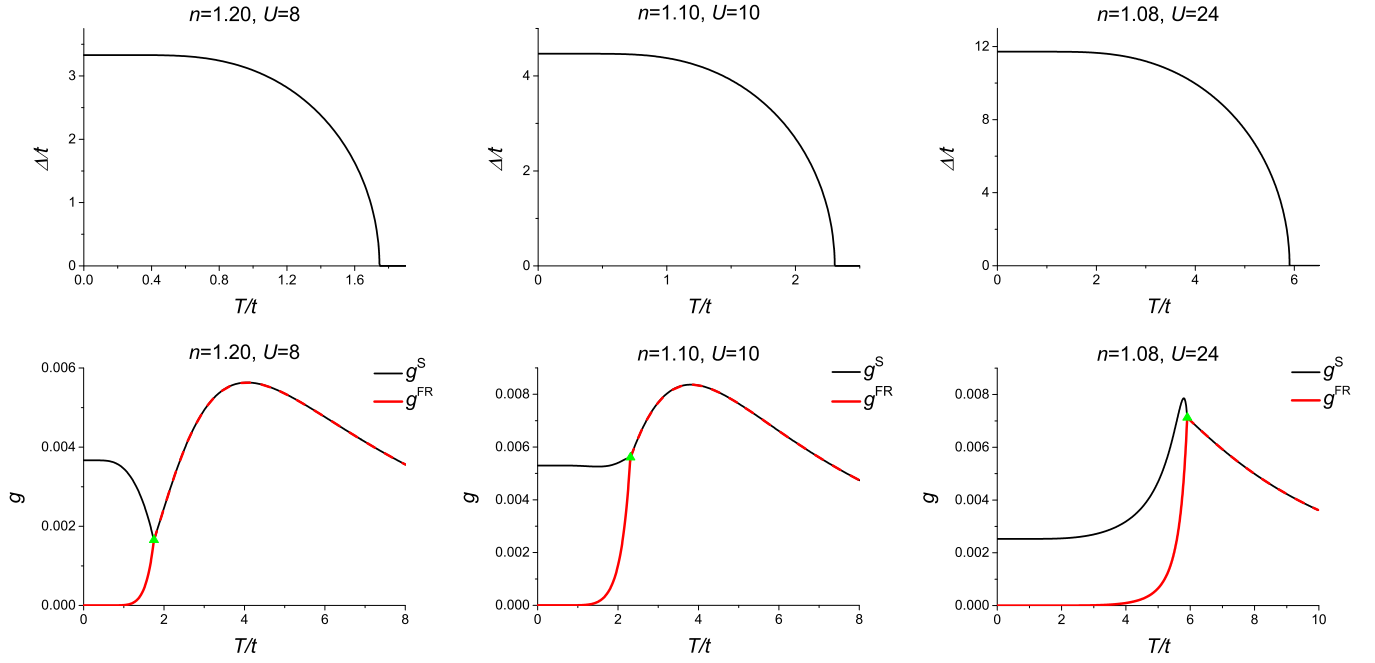 n=1.20, U=8
3
2
1
0
Δ/t
0.0 0.4 0.8 1.2 1.6
T/t
n=1.10, U=10
4
2
0
Δ/t
0 1 2
T/t
n=1.08, U=24
12
8
4
0
Δ/t
0 2 4 6
T/t
n=1.20, U=8
g^S
g^FR
0.006
0.004
0.002
0.000
g
0 2 4 6 8
T/t
n=1.10, U=10
g^S
g^FR
0.008
0.006
0.004
0.002
0.000
g
0 2 4 6 8
T/t
n=1.08, U=24
g^S
g^FR
0.008
0.006
0.004
0.002
0.000
g
0 2 4 6 8 10
T/t